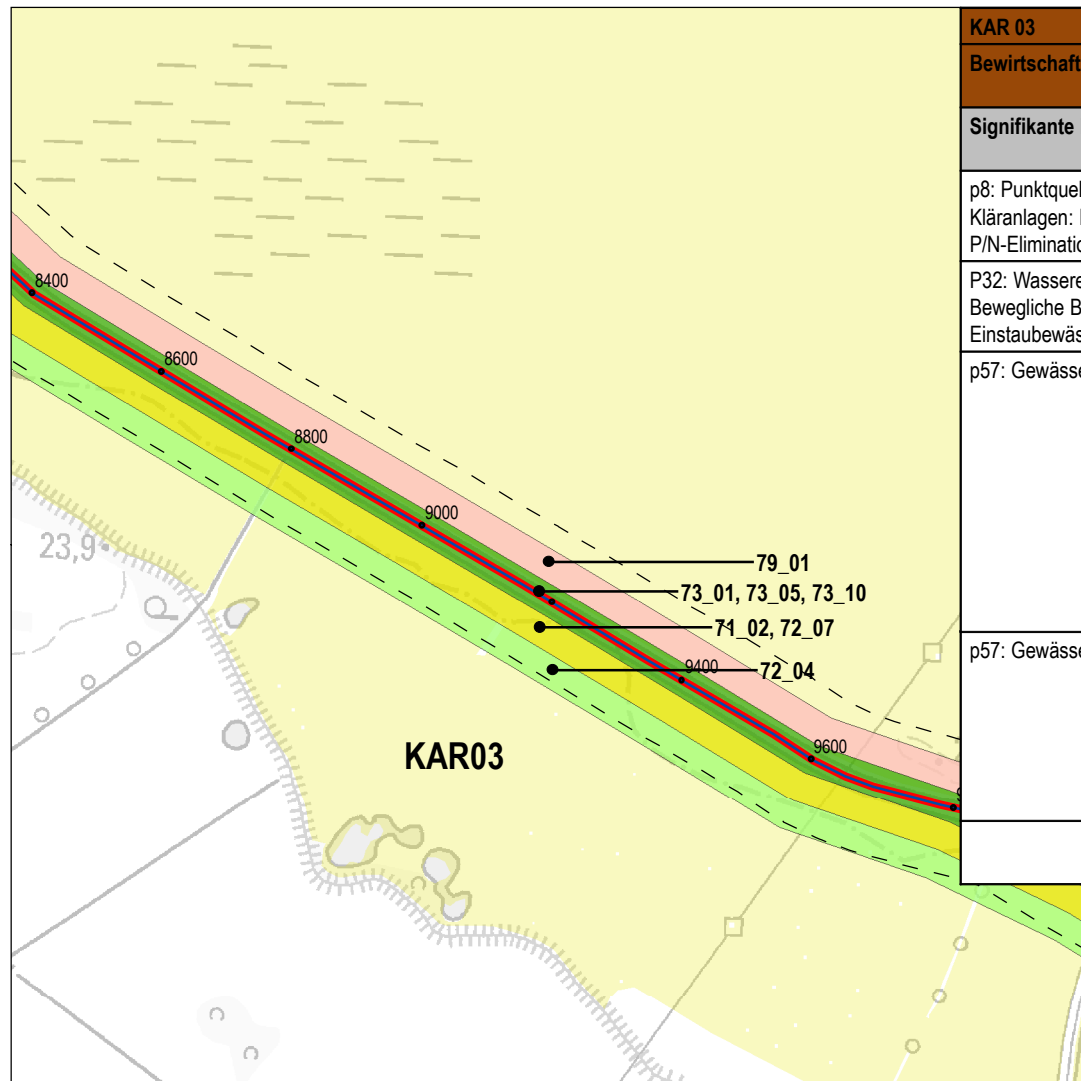 KAR 03
Bewirtschaft
Signifikante
p8: Punktquel
Kläranlagen:
P/N-Eliminatio
P32: Wassere
Bewegliche B
Einstaubewäs
p57: Gewässe
p57: Gewässe
8400
8600
8800
9000
23,9
79_01
73_01, 73_05, 73_10
71_02, 72_07
72_04
9400
9600
KAR03